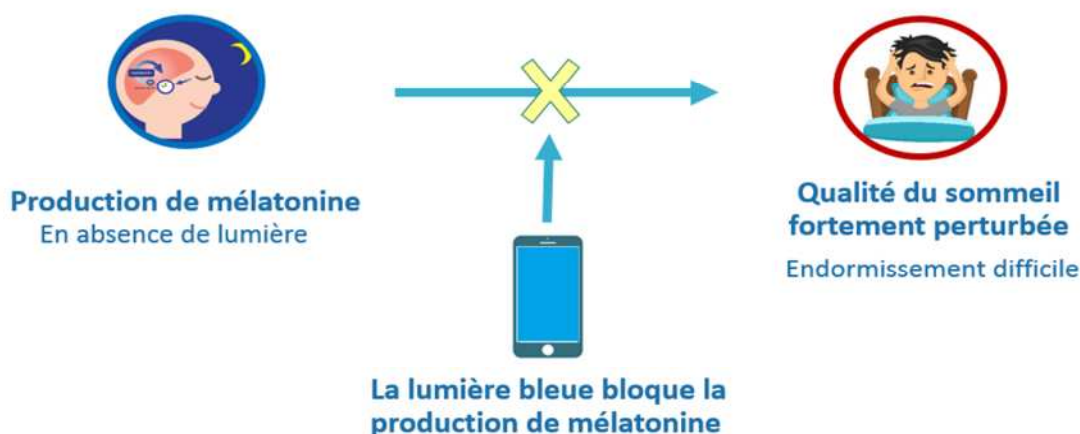 Production de mélatonine
En absence de lumière
Qualité du sommeil
fortement perturbée
Endormissement difficile
La lumière bleue bloque la
production de mélatonine